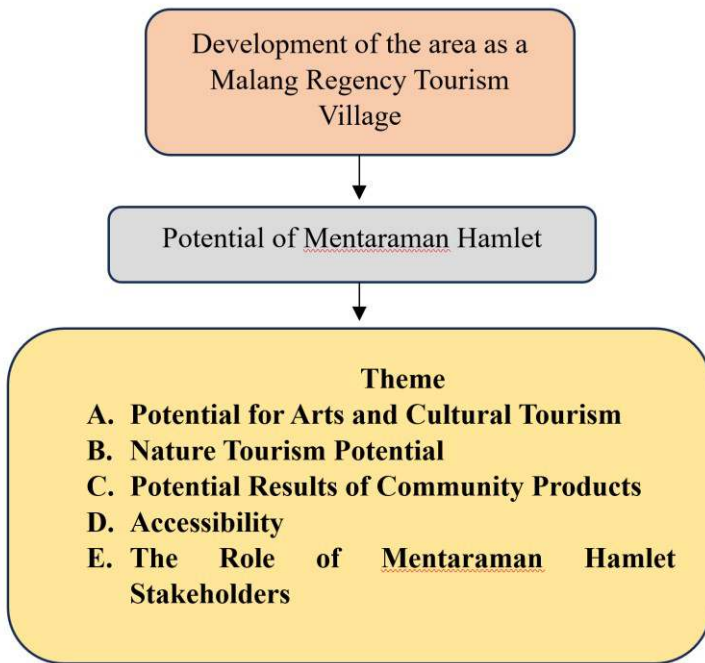 Development of the area as a
Malang Regency Tourism
Village
Potential of Mentaraman Hamlet
Theme
A. Potential for Arts and Cultural Tourism
B. Nature Tourism Potential
C. Potential Results of Community Products
D. Accessibility
E. The Role of Mentaraman Hamlet
Stakeholders